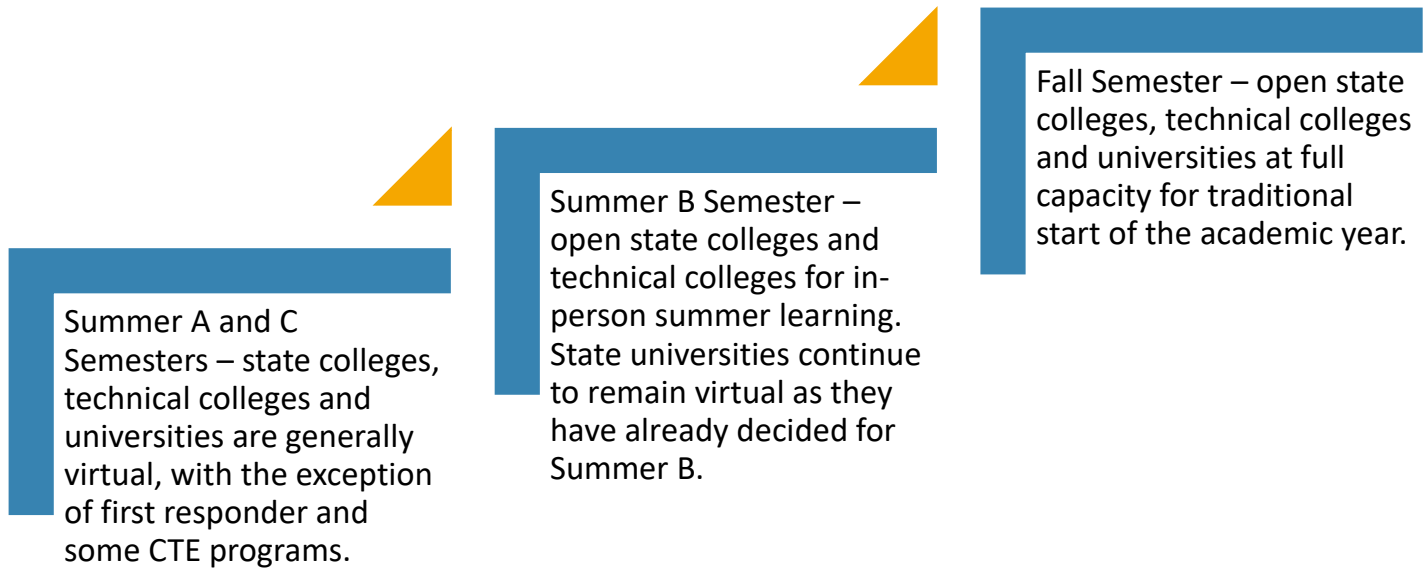 Summer A and C
Semesters – state colleges,
technical colleges and
universities are generally
virtual, with the exception
of first responder and
some CTE programs.
Summer B Semester –
open state colleges and
technical colleges for in-
person summer learning.
State universities continue
to remain virtual as they
have already decided for
Summer B.
Fall Semester – open state
colleges, technical colleges
and universities at full
capacity for traditional
start of the academic year.